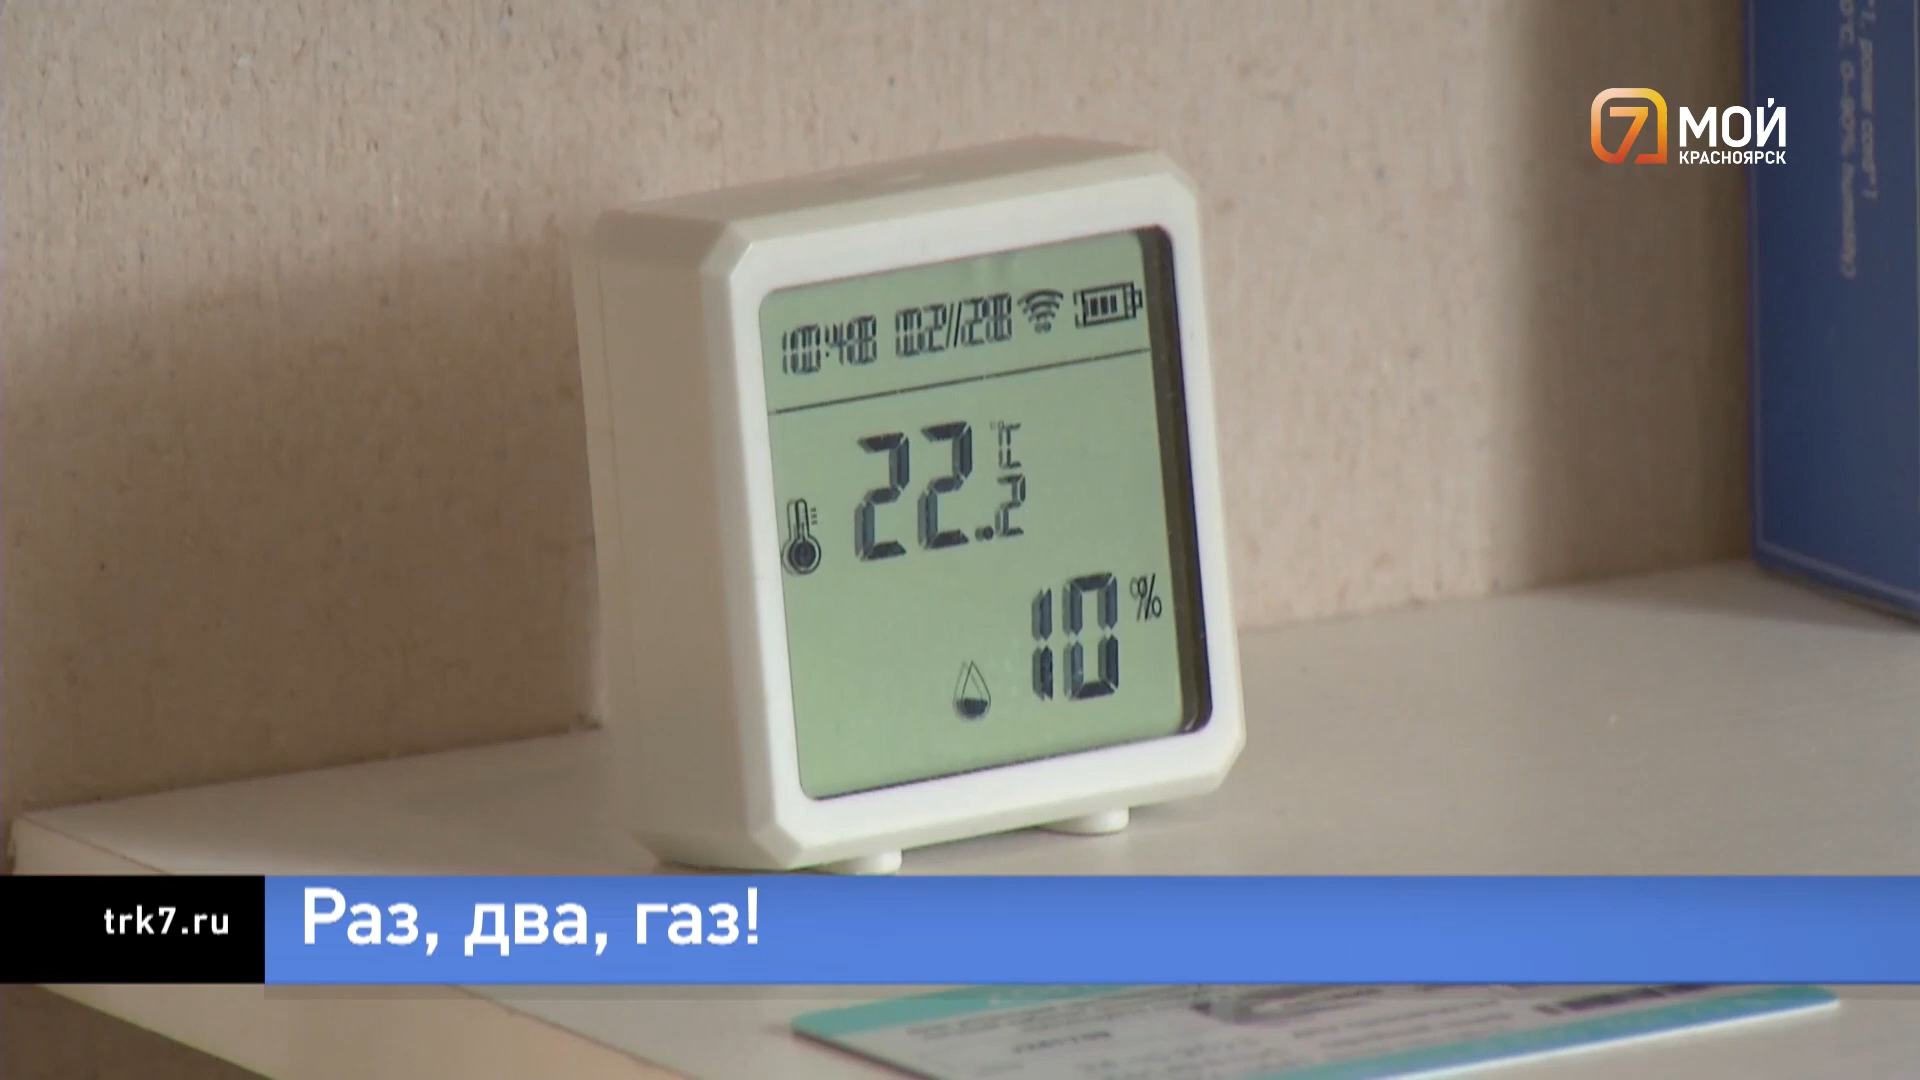 7 МОЙ
КРАСНОЯРСК
10:48 02/28
22.2
10%
trk7.ru
Раз, два, газ!